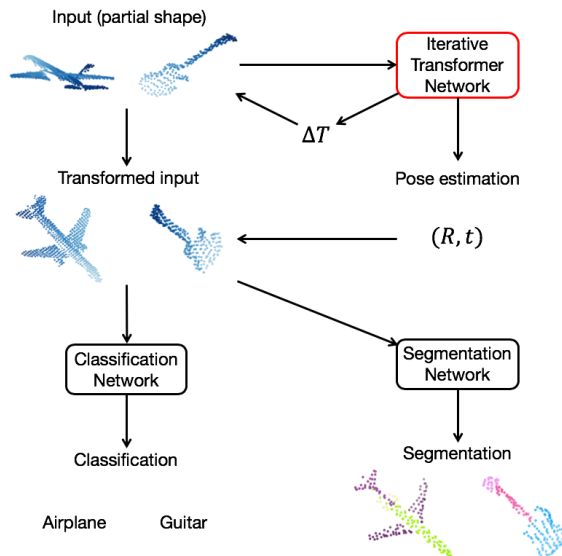 Input (partial shape)
Iterative
Transformer
Network
ΔT
Transformed input
Pose estimation
(R, t)
Classification
Network
Segmentation
Network
Classification
Segmentation
Airplane
Guitar